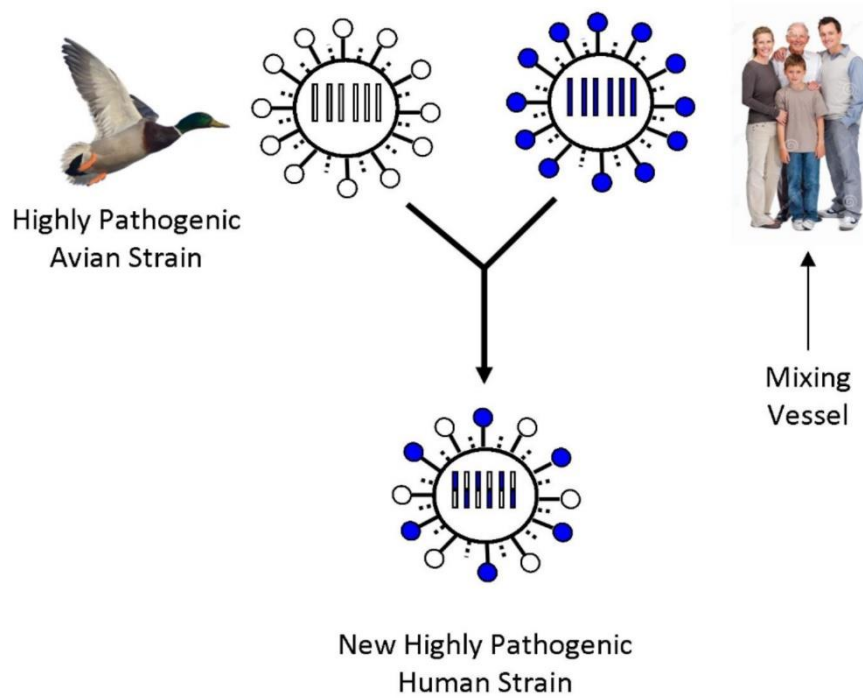 Highly Pathogenic
Avian Strain
Mixing
Vessel
New Highly Pathogenic
Human Strain